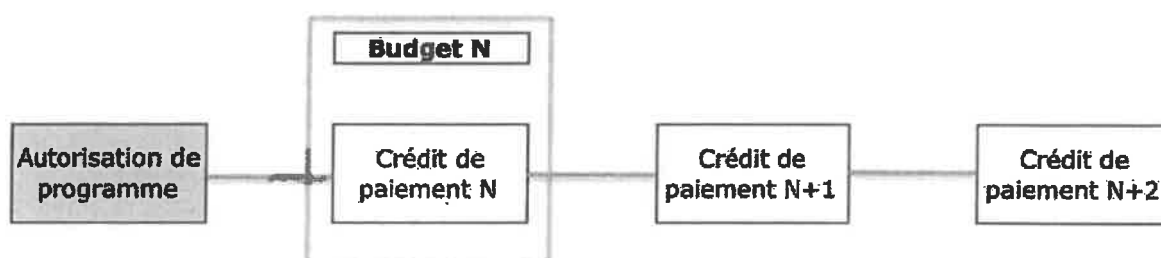 Budget N
Autorisation de
programme
Crédit de
paiement N
Crédit de
paiement N+1
Crédit de
paiement N+2